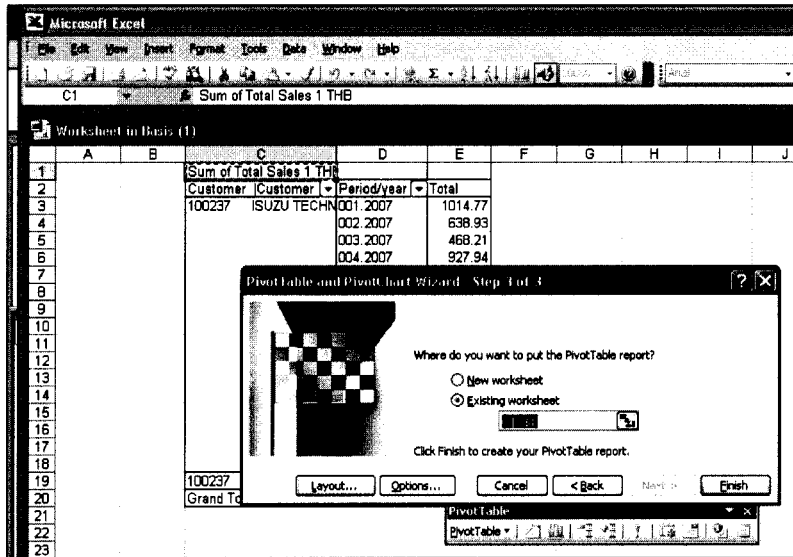 Microsoft Excel
File Edit View Insert Format Tools Data Window Help
Σ Arial
C1 Sum of Total Sales 1 THB
Worksheet in Basis (1)
A B C D E F G H I J
1 Sum of Total Sales 1 TH
2 Customer Customer Period/year Total
3 100237 ISUZU TECHN 001.2007 1014.77
4 002.2007 638.93
5 003.2007 468.21
6 004.2007 927.94
7
8
9
10
11
12
13
14
15
16
17
18
19 100237
20 Grand To
21
22
23
PivotTable and PivotChart Wizard - Step 3 of 3
Where do you want to put the PivotTable report?
New worksheet
Existing worksheet
Click Finish to create your PivotTable report.
Layout... Options... Cancel < Back Next > Finish
PivotTable
PivotTable